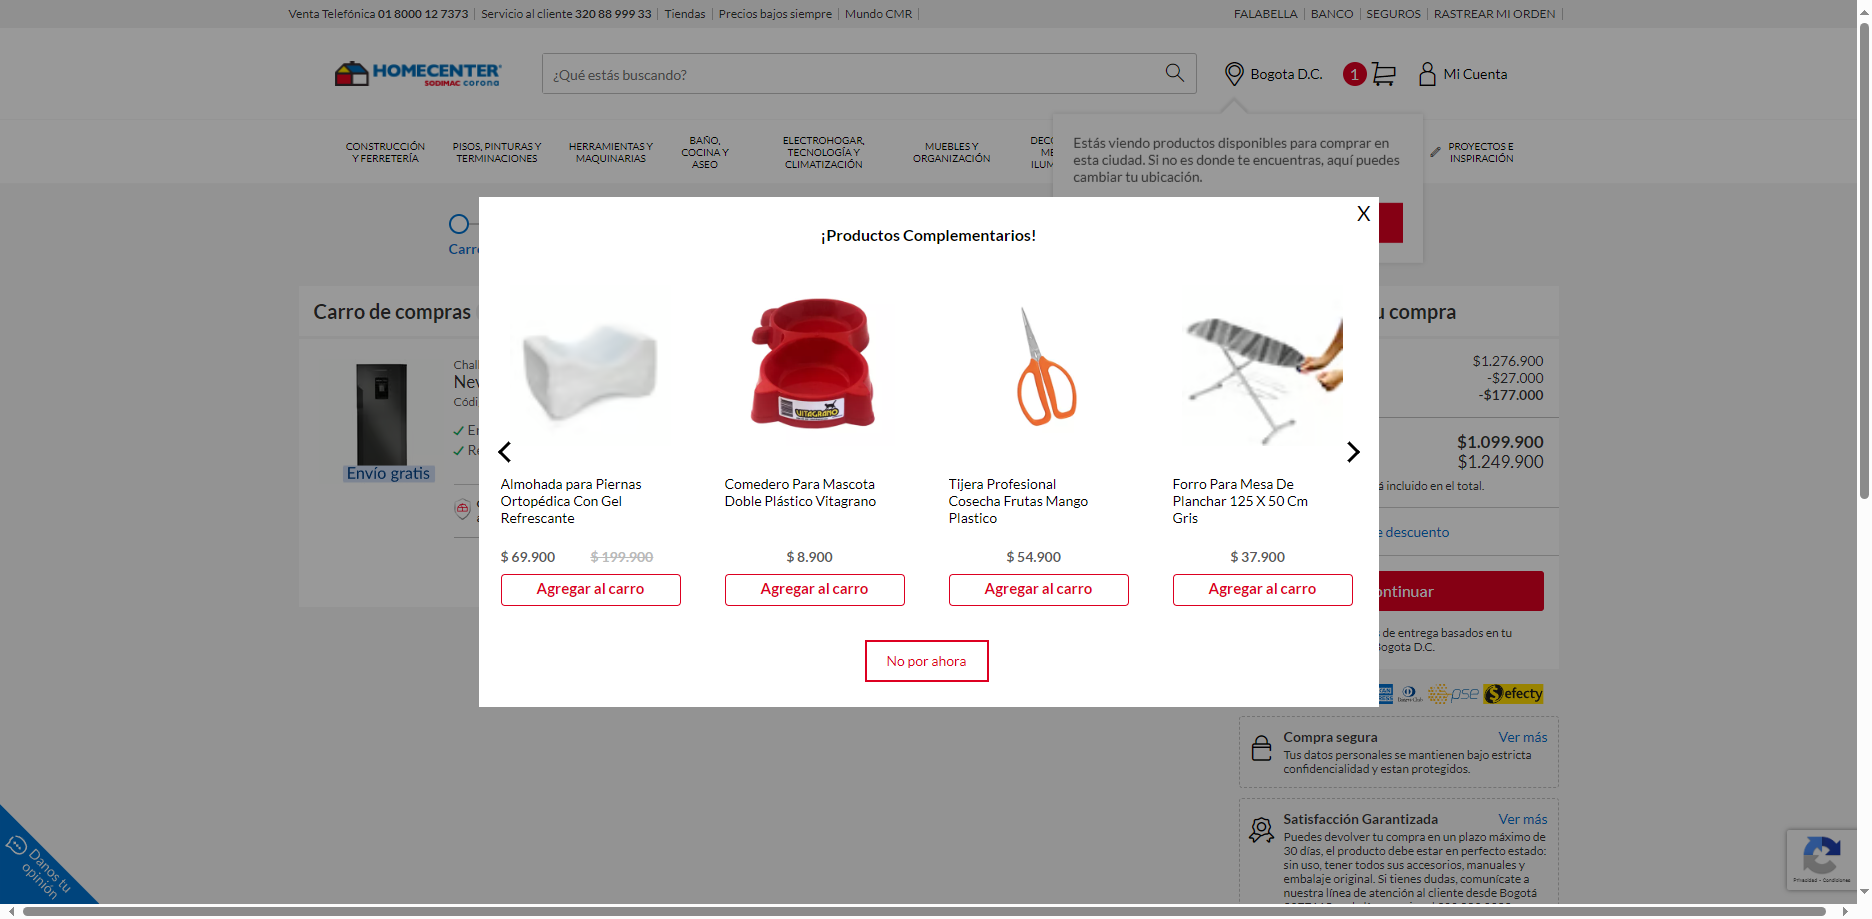 Venta Telefónica 01 8000 12 7373 Servicio al cliente 320 88 999 33 Tiendas Precios bajos siempre Mundo CMR
FALABELLA BANCO SEGUROS RASTREAR MI ORDEN
HOMECENTER
SODIMAC corona
¿Qué estás buscando?
Bogota D.C.
1
Mi Cuenta
CONSTRUCCIÓN
Y FERRETERÍA
PISOS, PINTURAS Y
TERMINACIONES
HERRAMIENTAS Y
MAQUINARIAS
BAÑO,
COCINA Y
ASEO
ELECTROHOGAR,
TECNOLOGÍA Y
CLIMATIZACIÓN
MUEBLES Y
ORGANIZACIÓN
PROYECTOS E
INSPIRACIÓN
Estás viendo productos disponibles para comprar en
esta ciudad. Si no es donde te encuentras, aquí puedes
cambiar tu ubicación.
X
¡Productos Complementarios!
Almohada para Piernas
Ortopédica Con Gel
Refrescante
$ 69.900 $ 199.900
Agregar al carro
Comedero Para Mascota
Doble Plástico Vitagrano
$ 8.900
Agregar al carro
Tijera Profesional
Cosecha Frutas Mango
Plastico
$ 54.900
Agregar al carro
Forro Para Mesa De
Planchar 125 X 50 Cm
Gris
$ 37.900
Agregar al carro
No por ahora
VITAGRANO
Carro de compras
Envío gratis
compra
$1.276.900
-$27.000
-$177.000
$1.099.900
$1.249.900
incluido en el total.
descuento
de entrega basados en tu
Bogota D.C.
pse
efecty
Compra segura Ver más
Tus datos personales se mantienen bajo estricta
confidencialidad y estan protegidos.
Satisfacción Garantizada Ver más
Puedes devolver tu compra en un plazo máximo de
30 días, el producto debe estar en perfecto estado:
sin uso, tener todos sus accesorios, manuales y
embalaje original. Si tienes dudas, comunícate a
nuestra línea de atención al cliente desde Bogotá
Danos tu
opinión
Privacidad - Condiciones